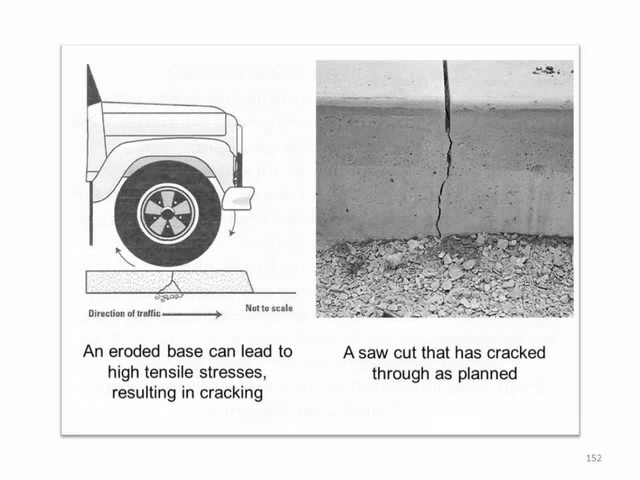 Direction of traffic
Not to scale
An eroded base can lead to
high tensile stresses,
resulting in cracking
A saw cut that has cracked
through as planned
152